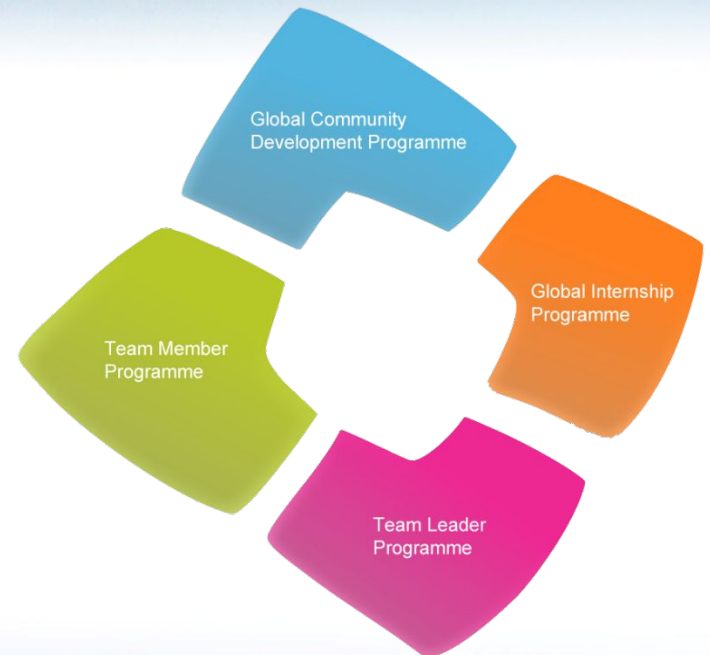 Global Community
Development Programme
Global Internship
Programme
Team Member
Programme
Team Leader
Programme